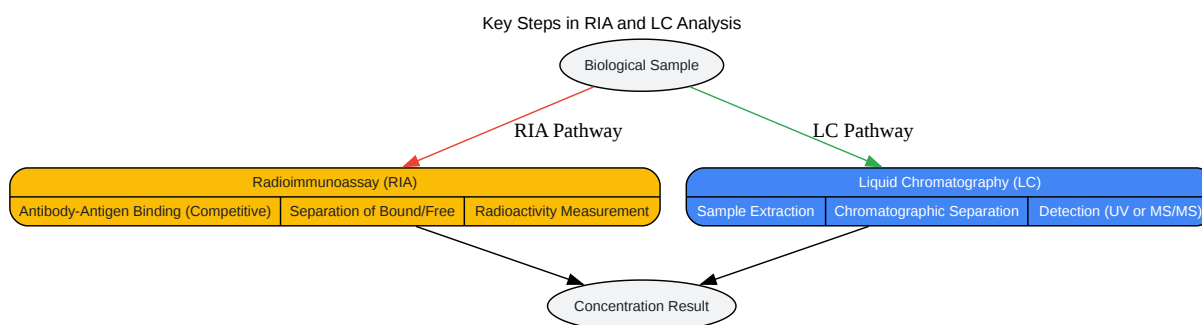 Key Steps in RIA and LC Analysis
Biological Sample
RIA Pathway
LC Pathway
Radioimmunoassay (RIA)
Antibody-Antigen Binding (Competitive)
Separation of Bound/Free
Radioactivity Measurement
Liquid Chromatography (LC)
Sample Extraction
Chromatographic Separation
Detection (UV or MS/MS)
Concentration Result